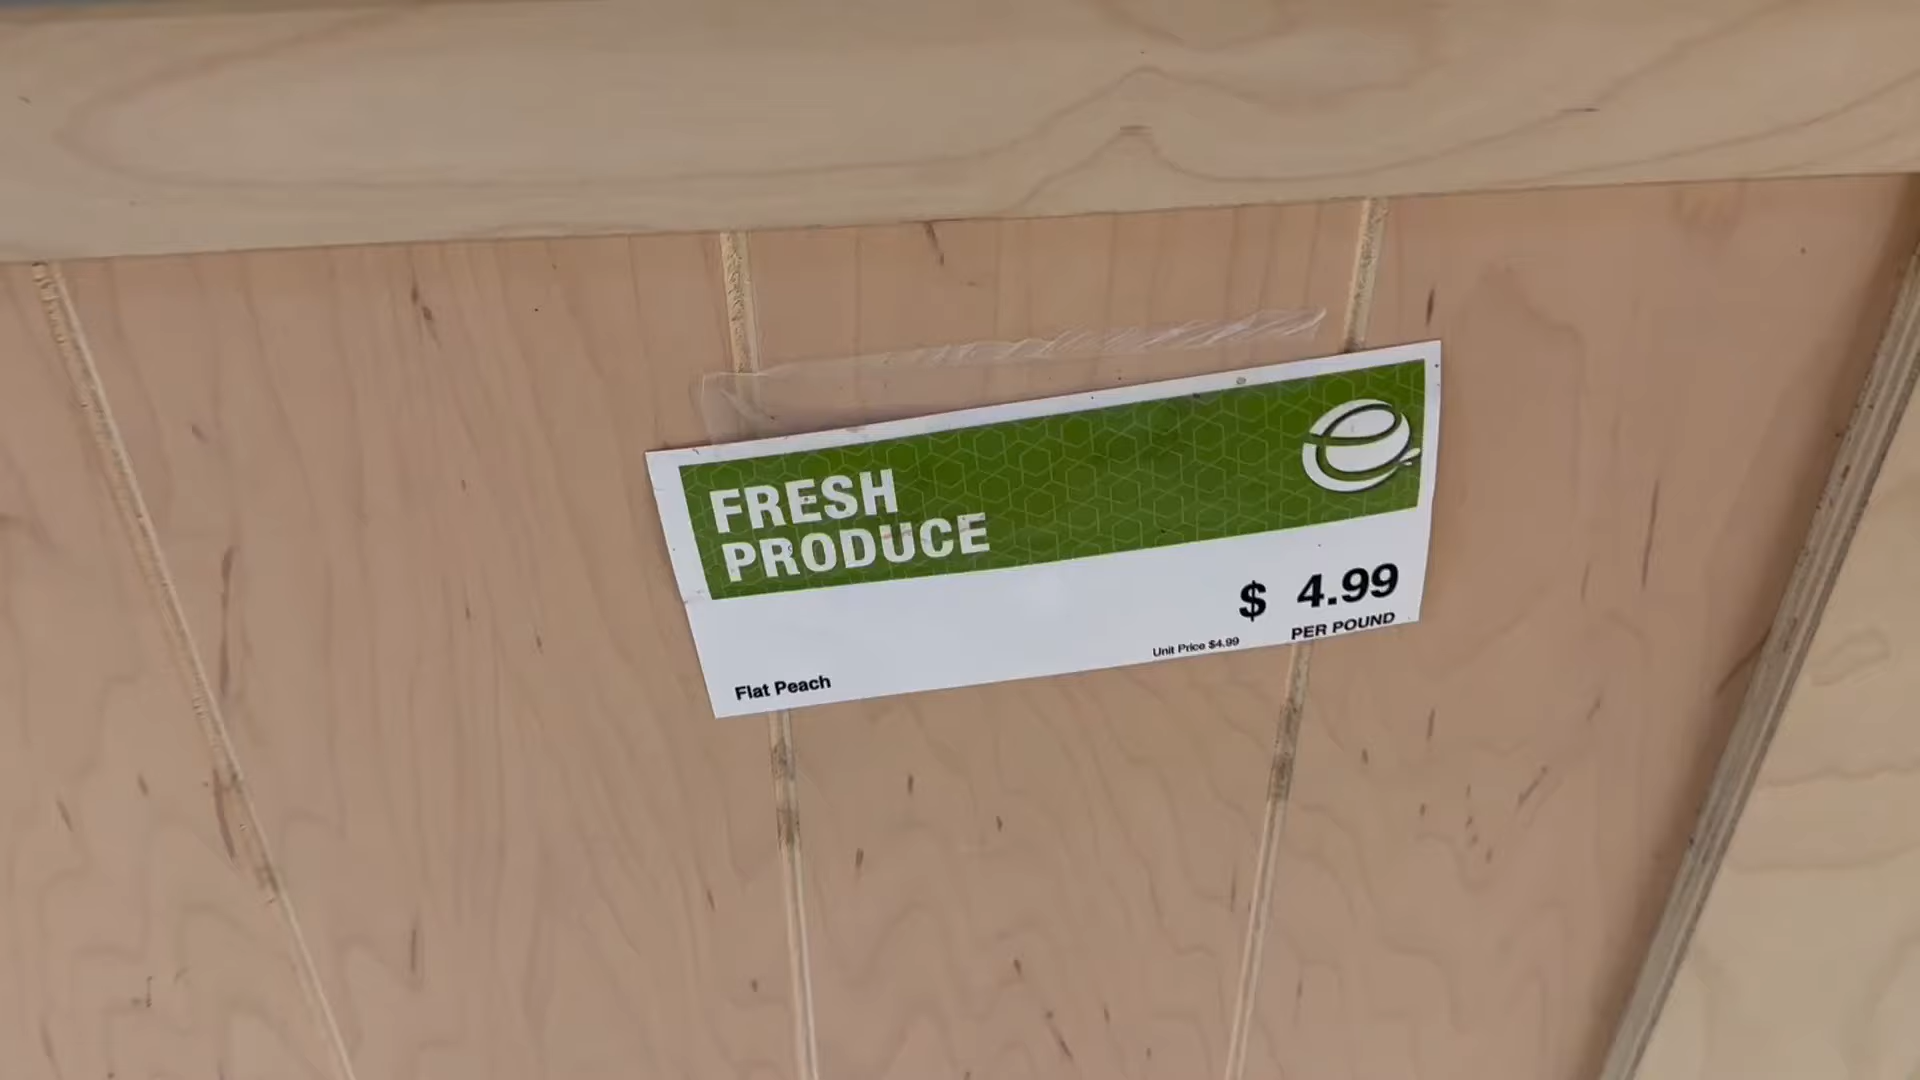 FRESH
PRODUCE
$ 4.99
PER POUND
Unit Price $4.99
Flat Peach